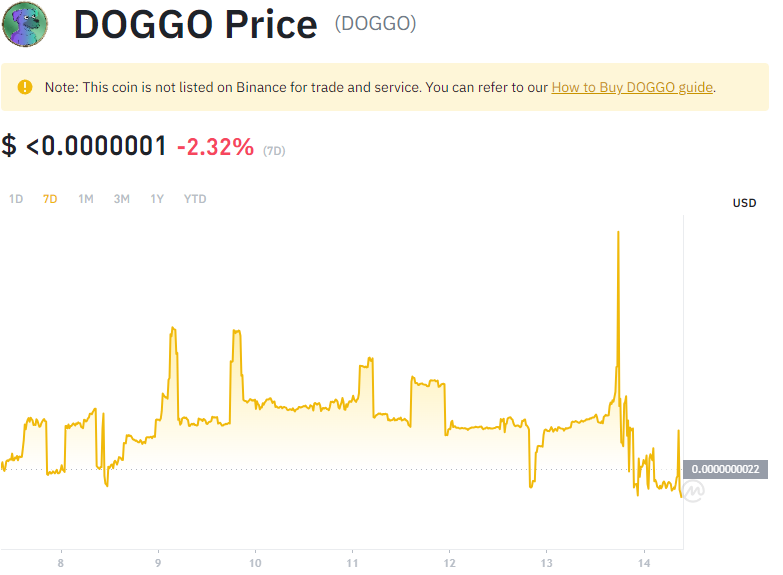 DOGGO Price (DOGGO)
Note: This coin is not listed on Binance for trade and service. You can refer to our How to Buy DOGGO guide.
$ <0.0000001 -2.32% (7D)
1D 7D 1M 3M 1Y YTD
USD
0.0000000022
8 9 10 11 12 13 14